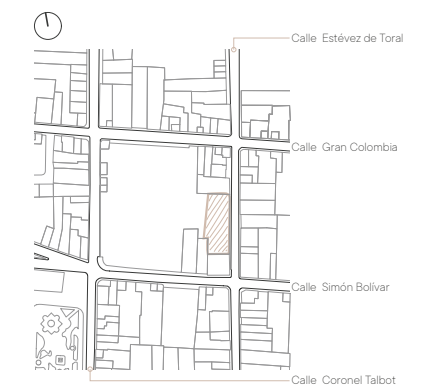 Calle Estévez de Toral
Calle Gran Colombia
Calle Simón Bolívar
Calle Coronel Talbot